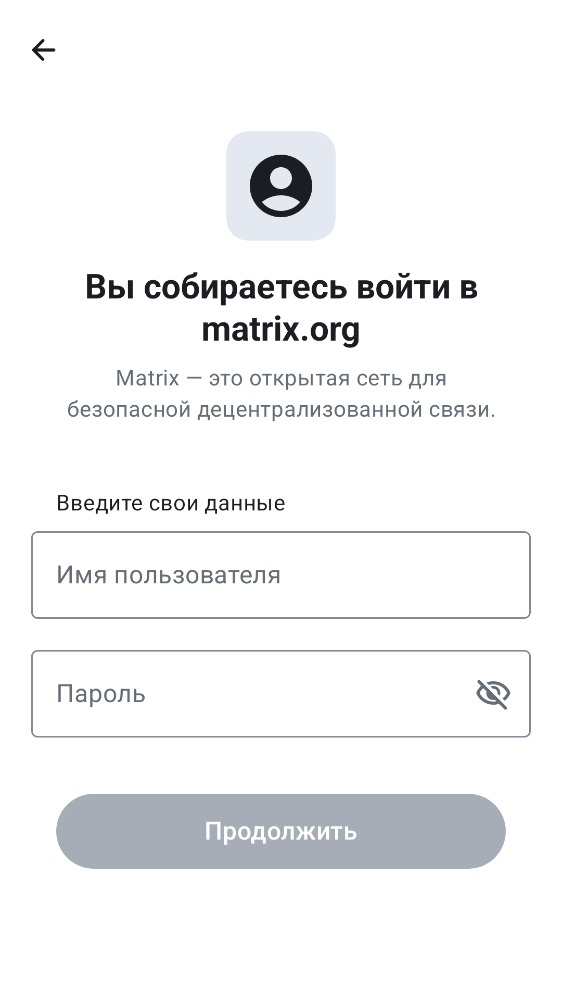 Вы собираетесь войти в
matrix.org
Matrix — это открытая сеть для
безопасной децентрализованной связи.
Введите свои данные
Имя пользователя
Пароль
Продолжить